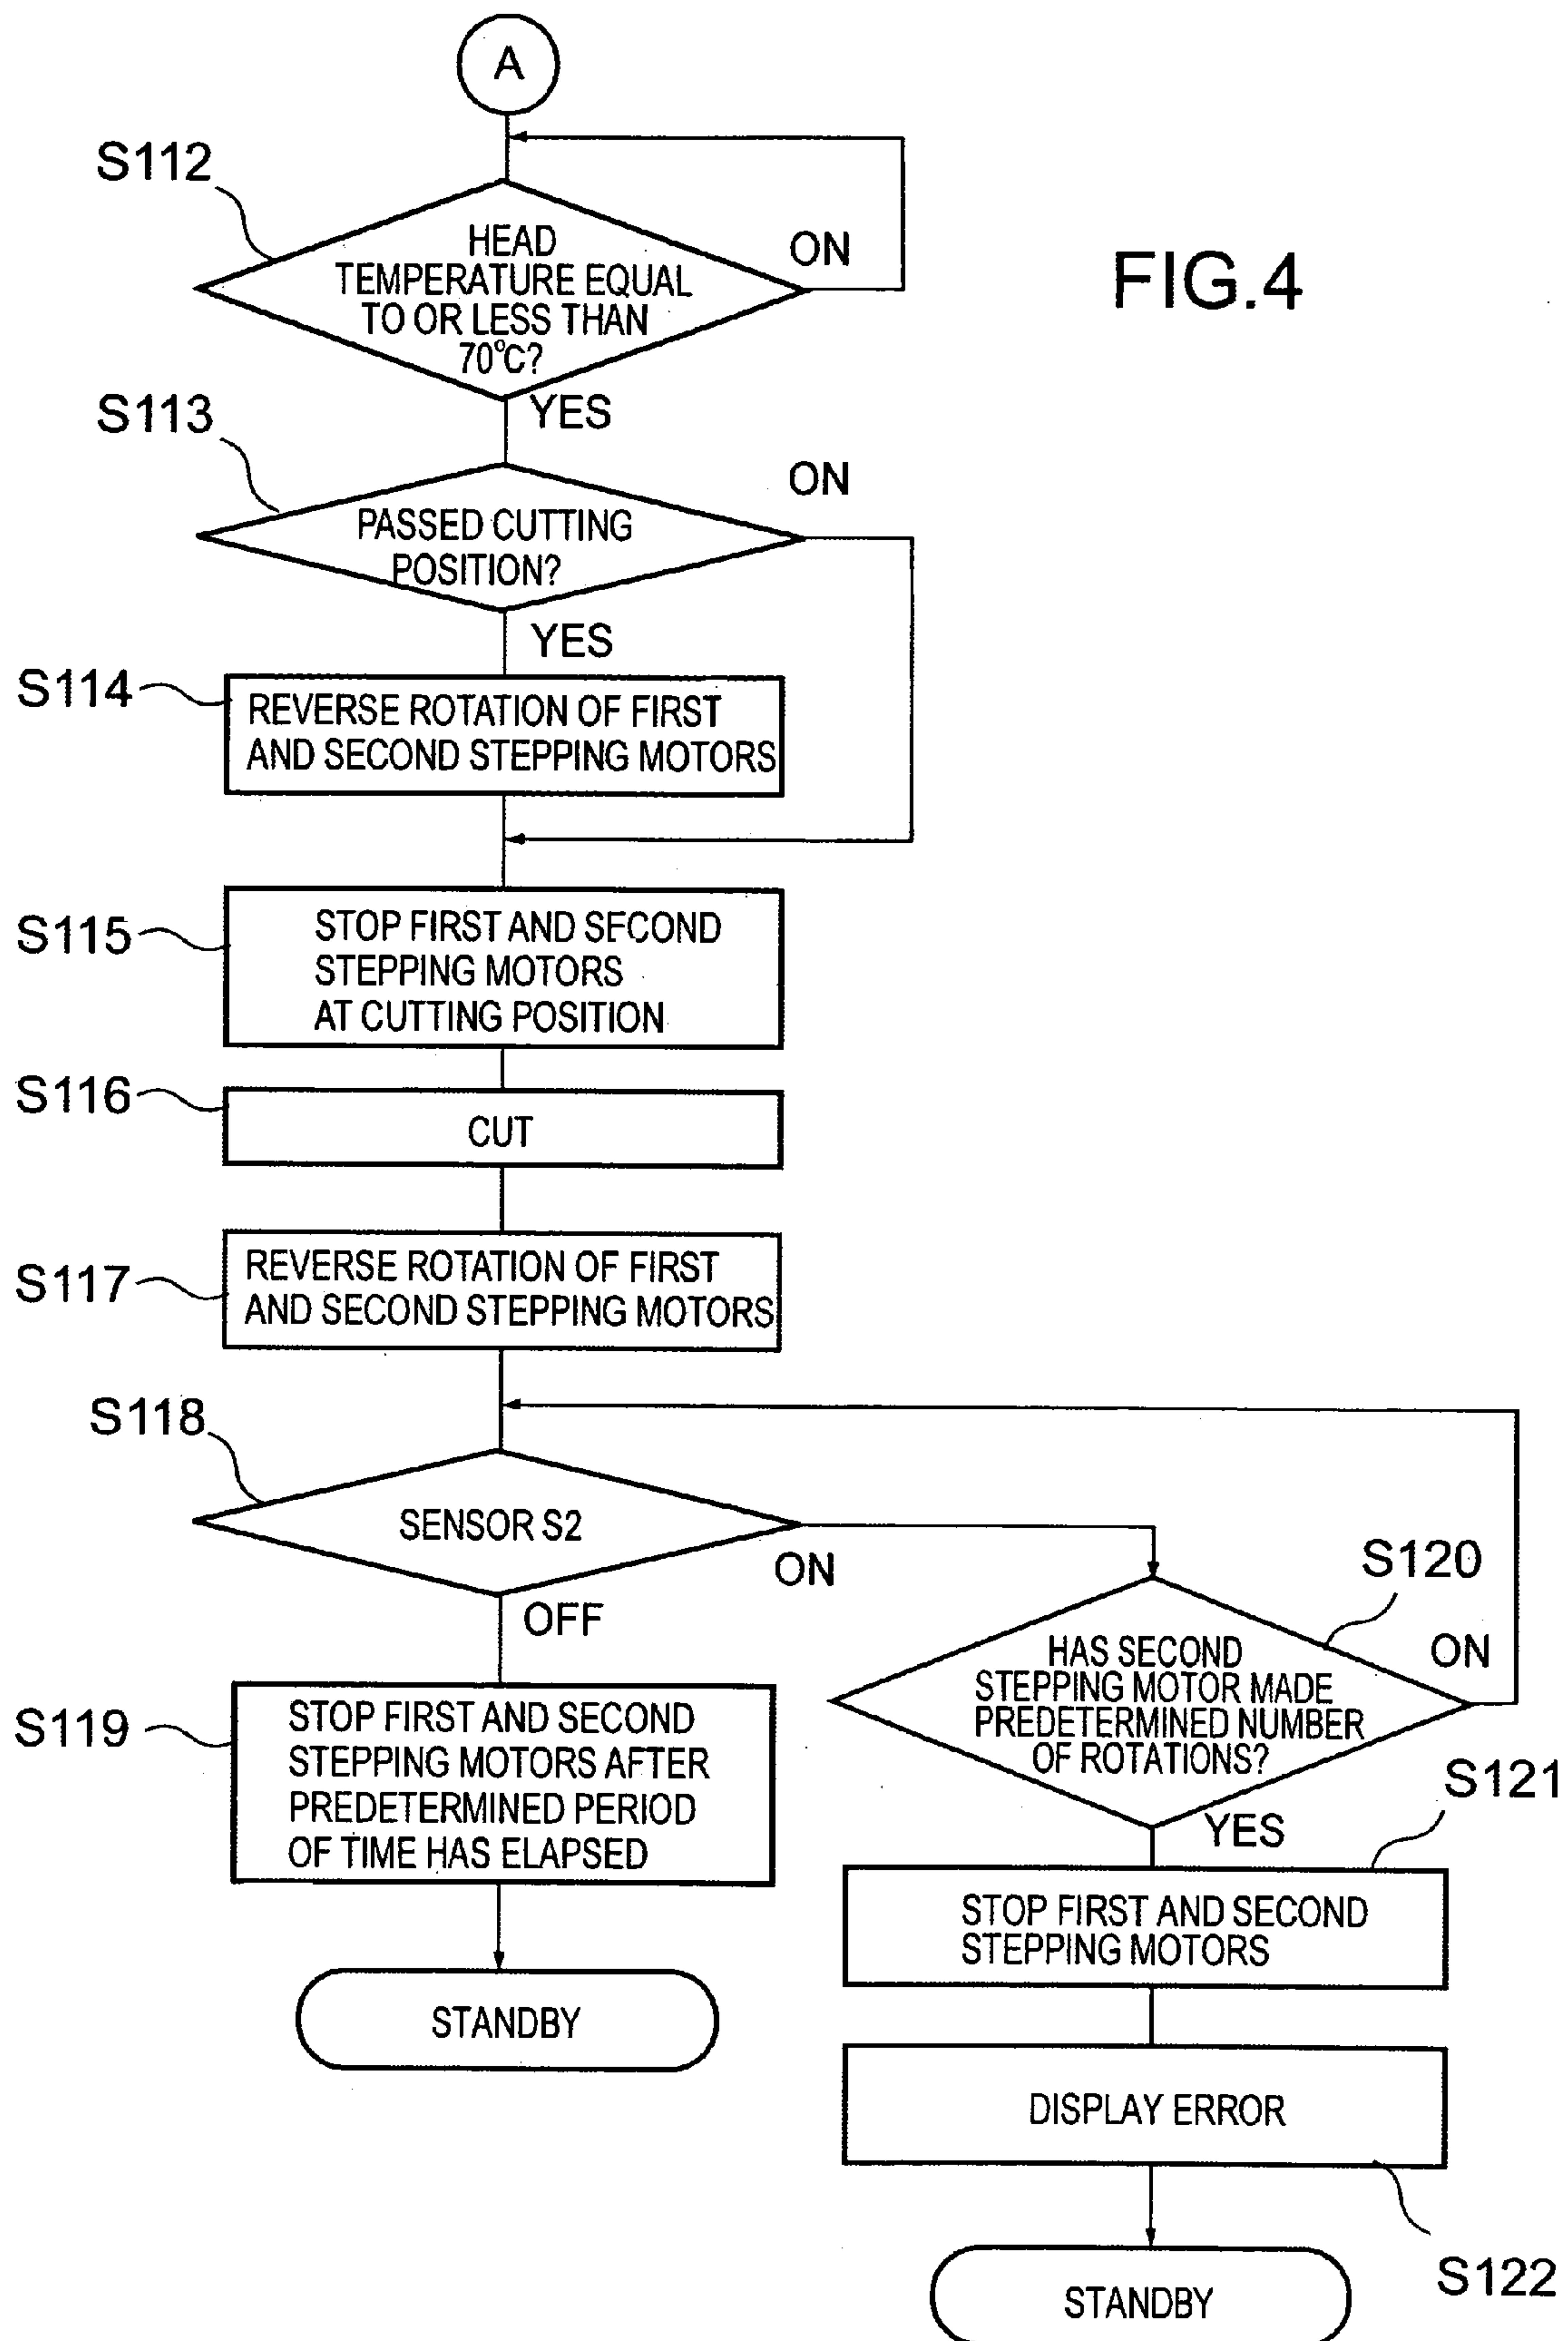 A
S112
HEAD
TEMPERATURE EQUAL
TO OR LESS THAN
70°C?
ON
FIG.4
YES
S113
PASSED CUTTING
POSITION?
ON
YES
S114
REVERSE ROTATION OF FIRST
AND SECOND STEPPING MOTORS
S115
STOP FIRST AND SECOND
STEPPING MOTORS
AT CUTTING POSITION
S116
CUT
S117
REVERSE ROTATION OF FIRST
AND SECOND STEPPING MOTORS
S118
SENSOR S2
ON
OFF
S119
STOP FIRST AND SECOND
STEPPING MOTORS AFTER
PREDETERMINED PERIOD
OF TIME HAS ELAPSED
STANDBY
S120
HAS SECOND
STEPPING MOTOR MADE
PREDETERMINED NUMBER
OF ROTATIONS?
ON
YES
S121
STOP FIRST AND SECOND
STEPPING MOTORS
DISPLAY ERROR
S122
STANDBY